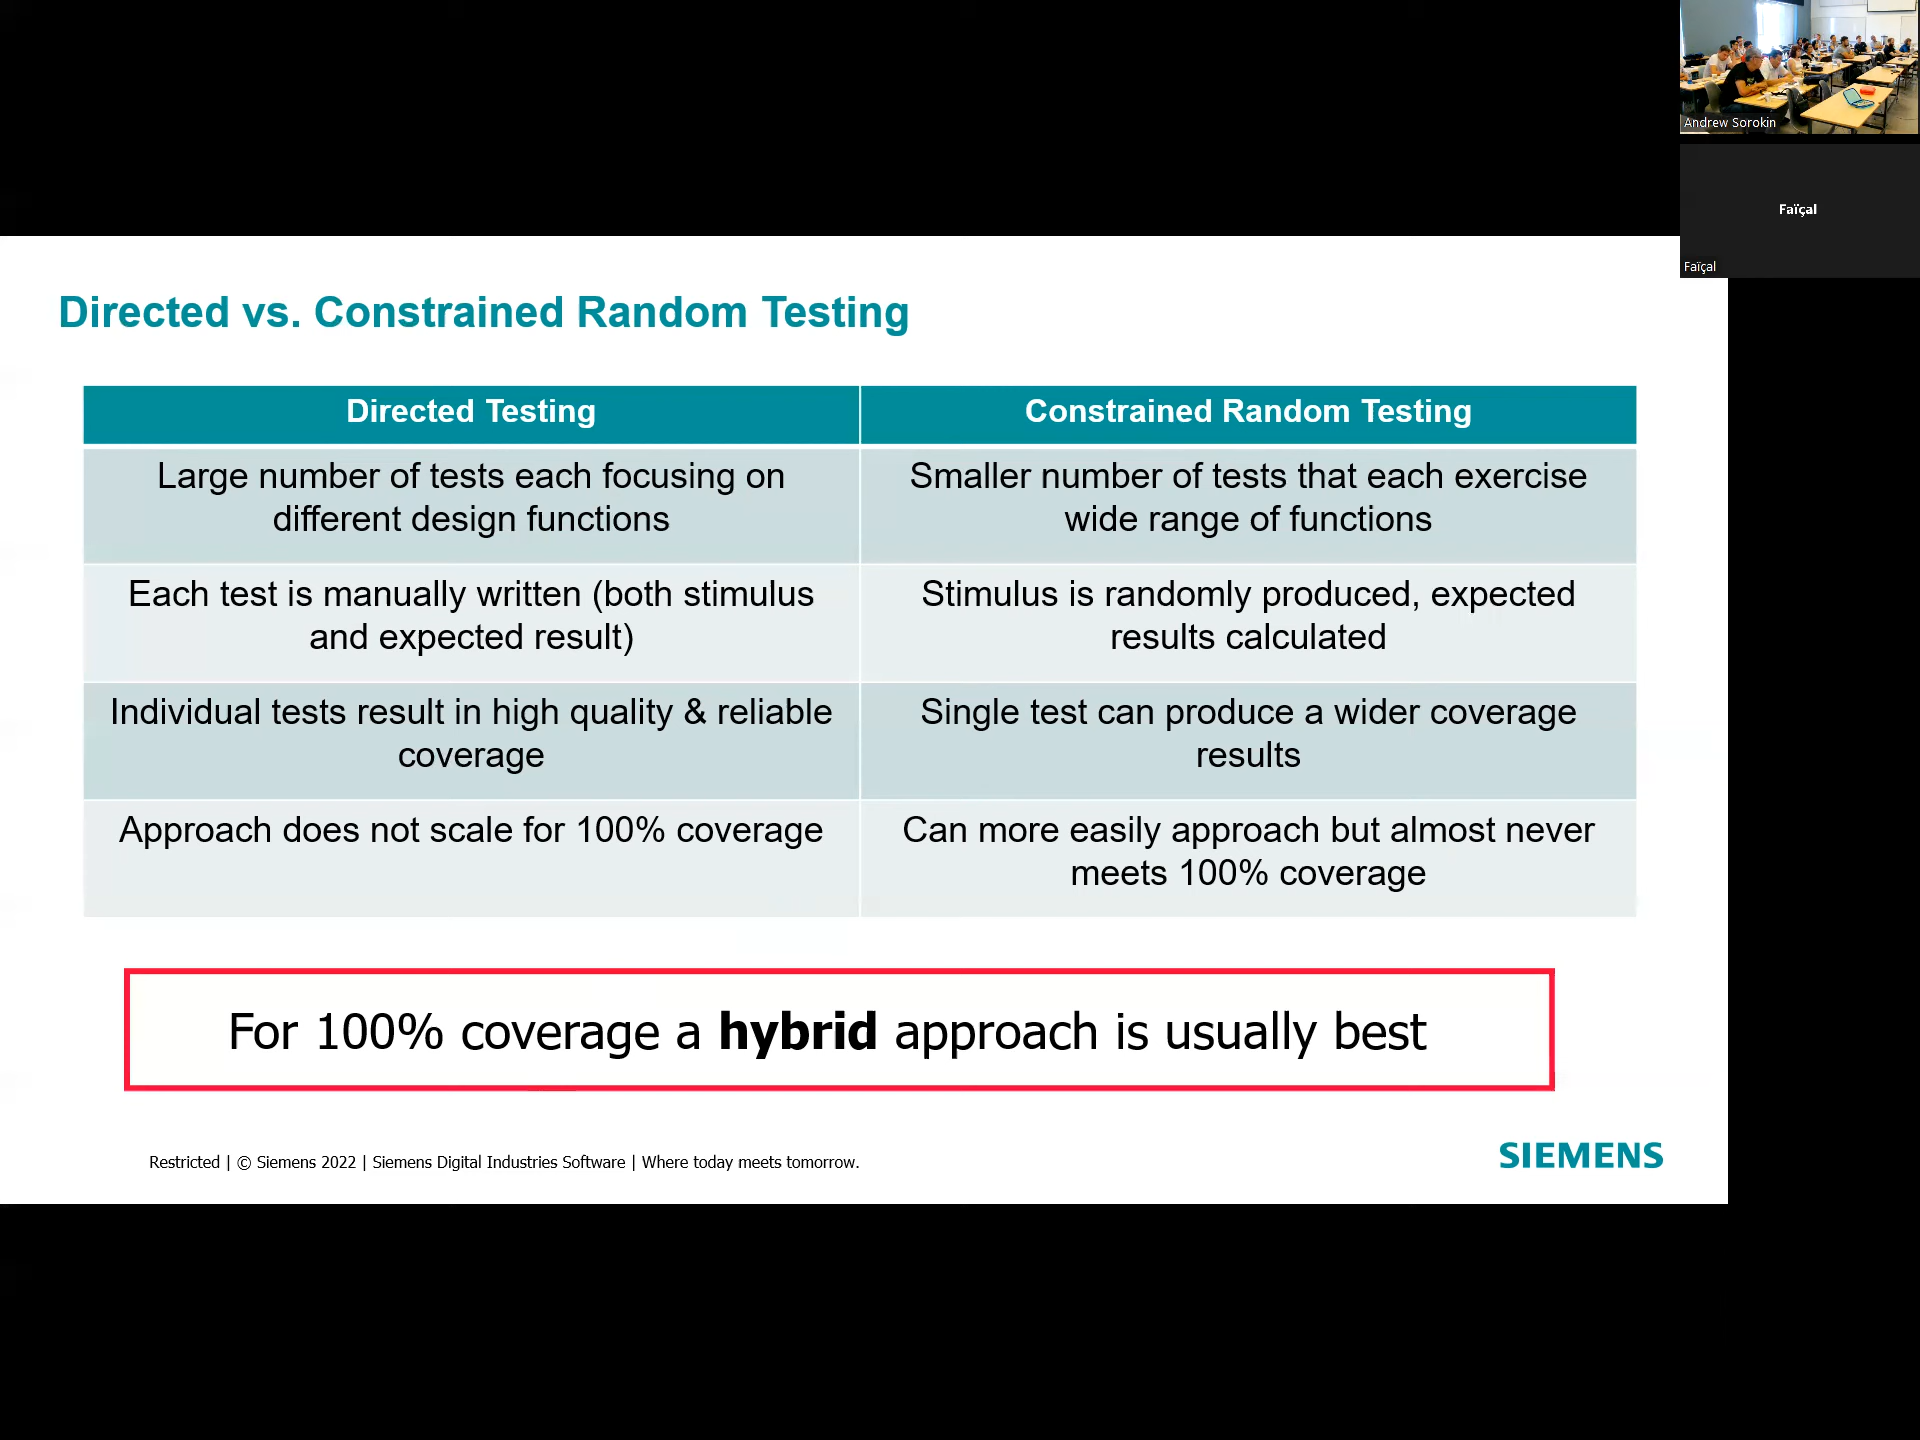 Andrew Sorokin
Faïçal
Faïçal
Directed vs. Constrained Random Testing
Directed Testing
Constrained Random Testing
Large number of tests each focusing on
different design functions
Smaller number of tests that each exercise
wide range of functions
Each test is manually written (both stimulus
and expected result)
Stimulus is randomly produced, expected
results calculated
Individual tests result in high quality & reliable
coverage
Single test can produce a wider coverage
results
Approach does not scale for 100% coverage
Can more easily approach but almost never
meets 100% coverage
For 100% coverage a hybrid approach is usually best
Restricted | © Siemens 2022 | Siemens Digital Industries Software | Where today meets tomorrow.
SIEMENS